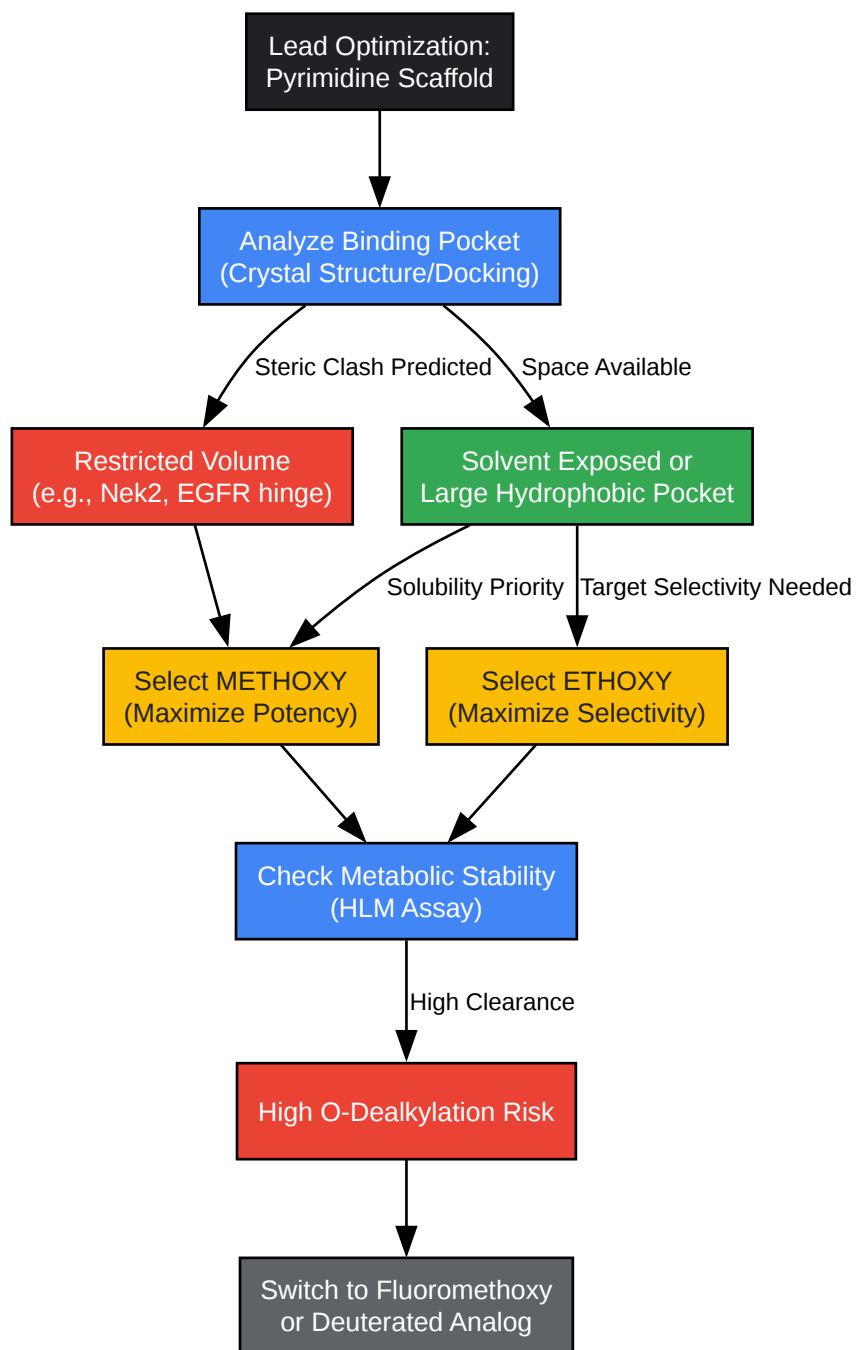 Lead Optimization:
Pyrimidine Scaffold
Analyze Binding Pocket
(Crystal Structure/Docking)
Steric Clash Predicted
Space Available
Restricted Volume
(e.g., Nek2, EGFR hinge)
Solvent Exposed or
Large Hydrophobic Pocket
Solubility Priority
Target Selectivity Needed
Select METHOXY
(Maximize Potency)
Select ETHOXY
(Maximize Selectivity)
Check Metabolic Stability
(HLM Assay)
High Clearance
High O-Dealkylation Risk
Switch to Fluoromethoxy
or Deuterated Analog